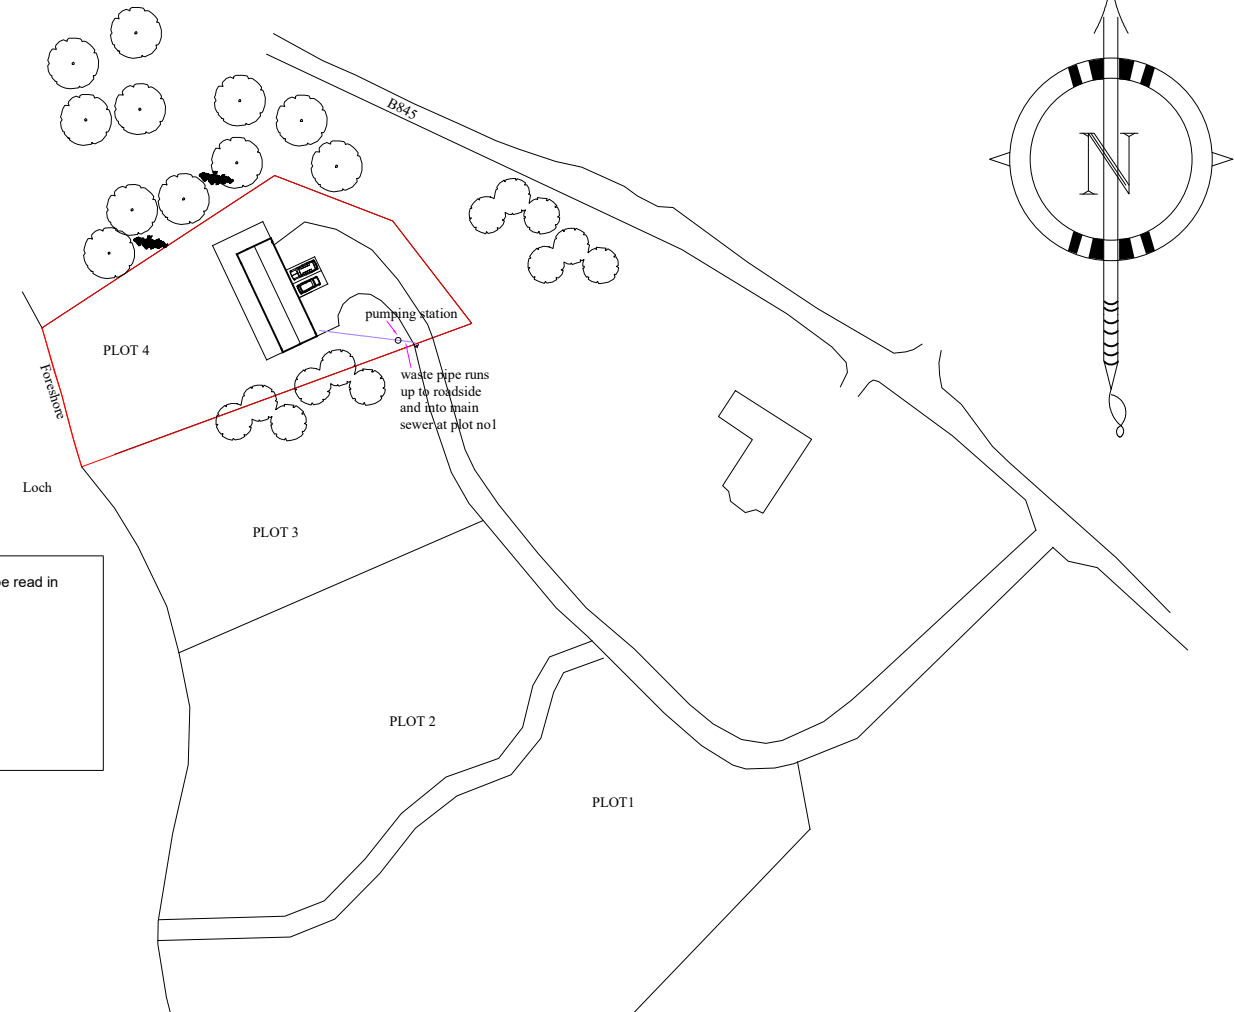 B845
N
pumping station
PLOT 4
Foreshore
waste pipe runs
up to roadside
and into main
sewer at plot no1
Loch
PLOT 3
e read in
PLOT 2
PLOT1